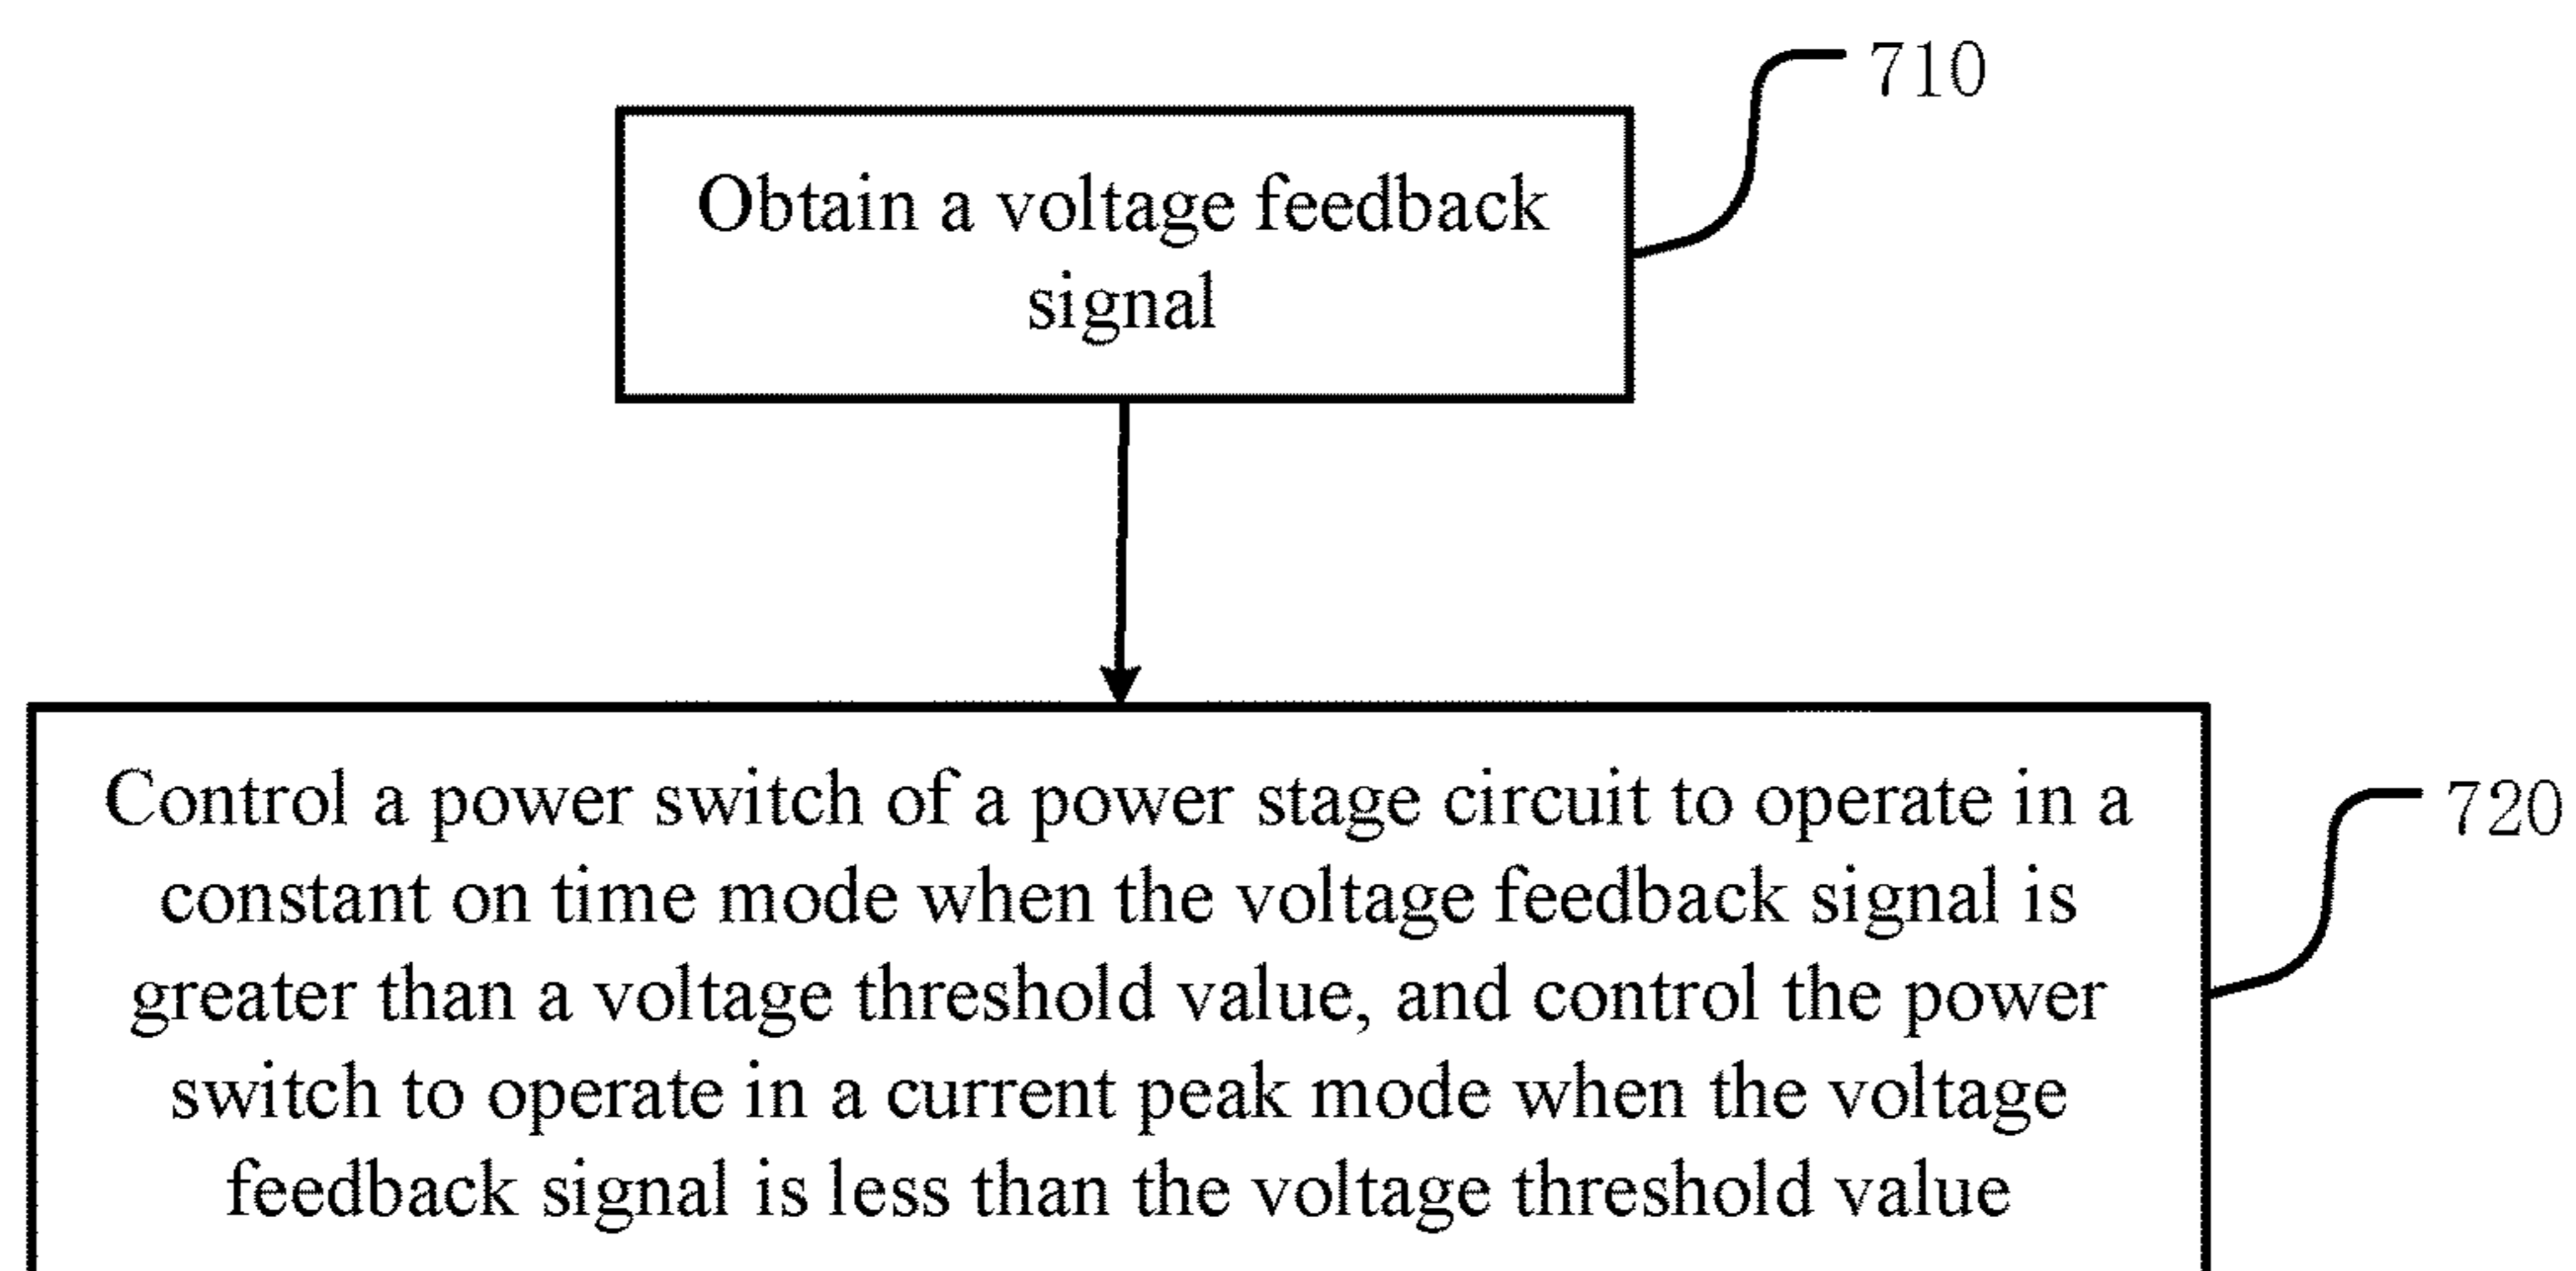 710
Obtain a voltage feedback
signal
Control a power switch of a power stage circuit to operate in a
constant on time mode when the voltage feedback signal is
greater than a voltage threshold value, and control the power
switch to operate in a current peak mode when the voltage
feedback signal is less than the voltage threshold value
720